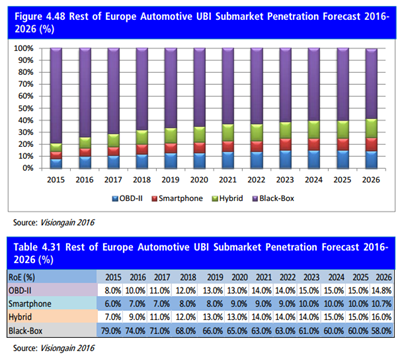 Figure 4.48 Rest of Europe Automotive UBI Submarket Penetration Forecast 2016-
2026 (%)
100%
90%
80%
70%
60%
50%
40%
30%
20%
10%
0%
2015 2016 2017 2018 2019 2020 2021 2022 2023 2024 2025 2026
OBD-II Smartphone Hybrid Black-Box
Source: Visiongain 2016
Table 4.31 Rest of Europe Automotive UBI Submarket Penetration Forecast 2016-
2026 (%)
RoE (%) 2015 2016 2017 2018 2019 2020 2021 2022 2023 2024 2025 2026
OBD-II 8.0% 10.0% 11.0% 12.0% 13.0% 13.0% 14.0% 14.0% 15.0% 15.0% 15.0% 14.8%
Smartphone 6.0% 7.0% 7.0% 8.0% 8.0% 9.0% 9.0% 9.0% 10.0% 10.0% 10.0% 10.7%
Hybrid 7.0% 9.0% 11.0% 12.0% 13.0% 13.0% 14.0% 14.0% 14.0% 15.0% 15.0% 16.0%
Black-Box 79.0% 74.0% 71.0% 68.0% 66.0% 65.0% 63.0% 63.0% 61.0% 60.0% 60.0% 58.0%
Source: Visiongain 2016